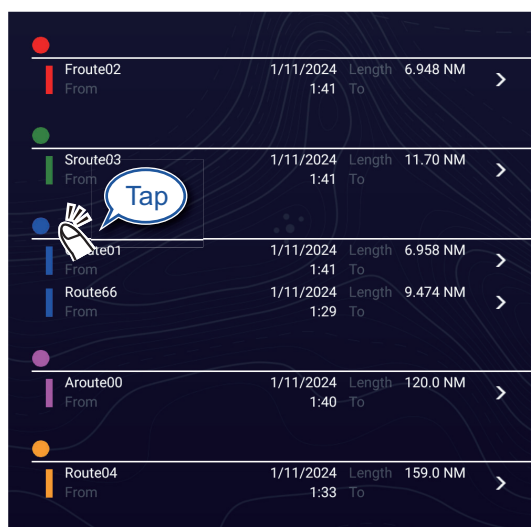 Froute02 1/11/2024 Length 6.948 NM
From 1:41 To
Sroute03 1/11/2024 Length 11.70 NM
From 1:41 To
Tap
1/11/2024 Length 6.958 NM
From 1:41 To
Route66 1/11/2024 Length 9.474 NM
From 1:29 To
Aroute00 1/11/2024 Length 120.0 NM
From 1:40 To
Route04 1/11/2024 Length 159.0 NM
From 1:33 To